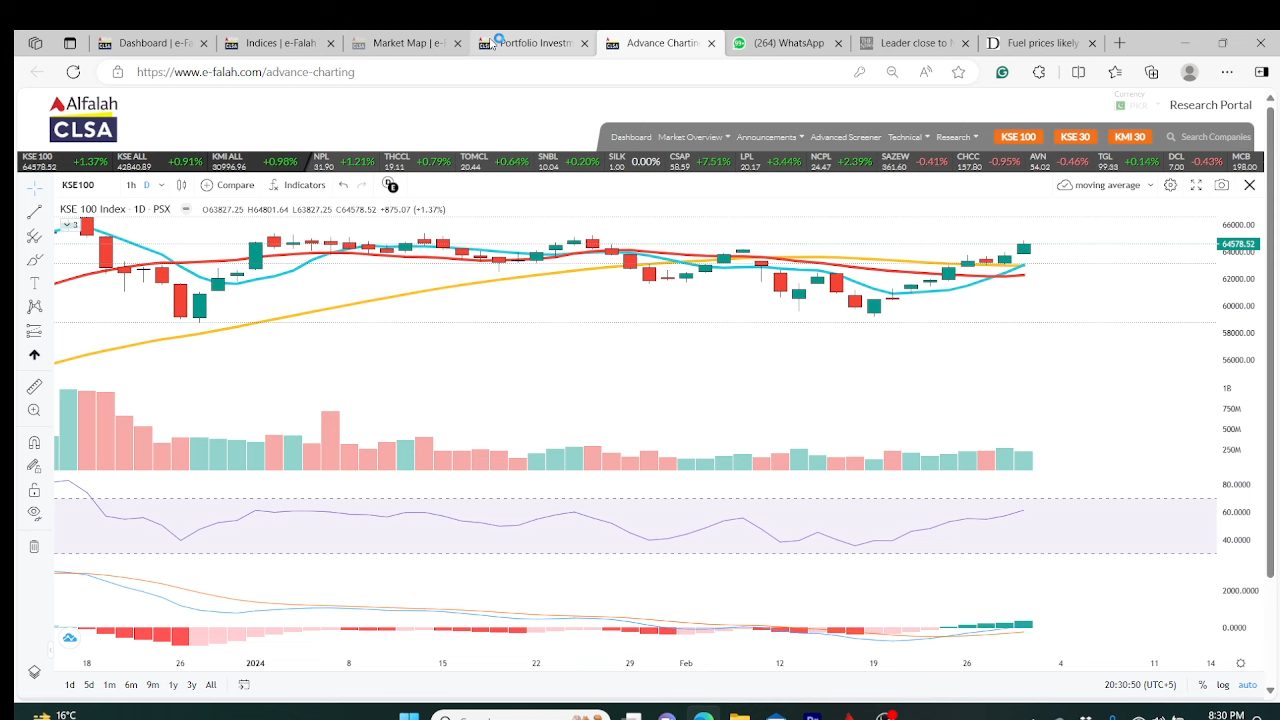 Dashboard | e-Fa
Indices | e-Falah
Market Map | e-F
Portfolio Investm
Advance Chartin
(264) WhatsApp
Leader close to N
Fuel prices likely
https://www.e-falah.com/advance-charting
Alfalah
CLSA
Currency
PKR
Research Portal
Dashboard Market Overview Announcements Advanced Screener Technical Research KSE 100 KSE 30 KMI 30 Search Companies
KSE 100 64578.52 +1.37% KSE ALL 42840.89 +0.91% KMI ALL 30996.96 +0.98% NPL 31.90 +1.21% THCCL 19.11 +0.79% TOMCL 20.44 +0.64% SNBL 10.04 +0.20% SILK 1.00 0.00% CSAP 58.59 +7.51% LPL 20.17 +3.44% NCPL 24.47 +2.39% SAZEW 361.60 -0.41% CHCC 157.80 -0.95% AVN 54.02 -0.46% TGL 99.33 +0.14% DCL 7.00 -0.43% MCB 198.00
KSE100 1h D Compare Indicators moving average
KSE 100 Index · 1D · PSX O63827.25 H64801.64 L63827.25 C64578.52 +875.07 (+1.37%)
3
66000.00
64578.52
64000.00
62000.00
60000.00
58000.00
56000.00
1B
750M
500M
250M
80.0000
60.0000
40.0000
2000.0000
0.0000
18 26 2024 8 15 22 29 Feb 12 19 26 4 11 14
1d 5d 1m 6m 9m 1y 3y All 20:30:50 (UTC+5) % log auto
16°C
8:30 PM